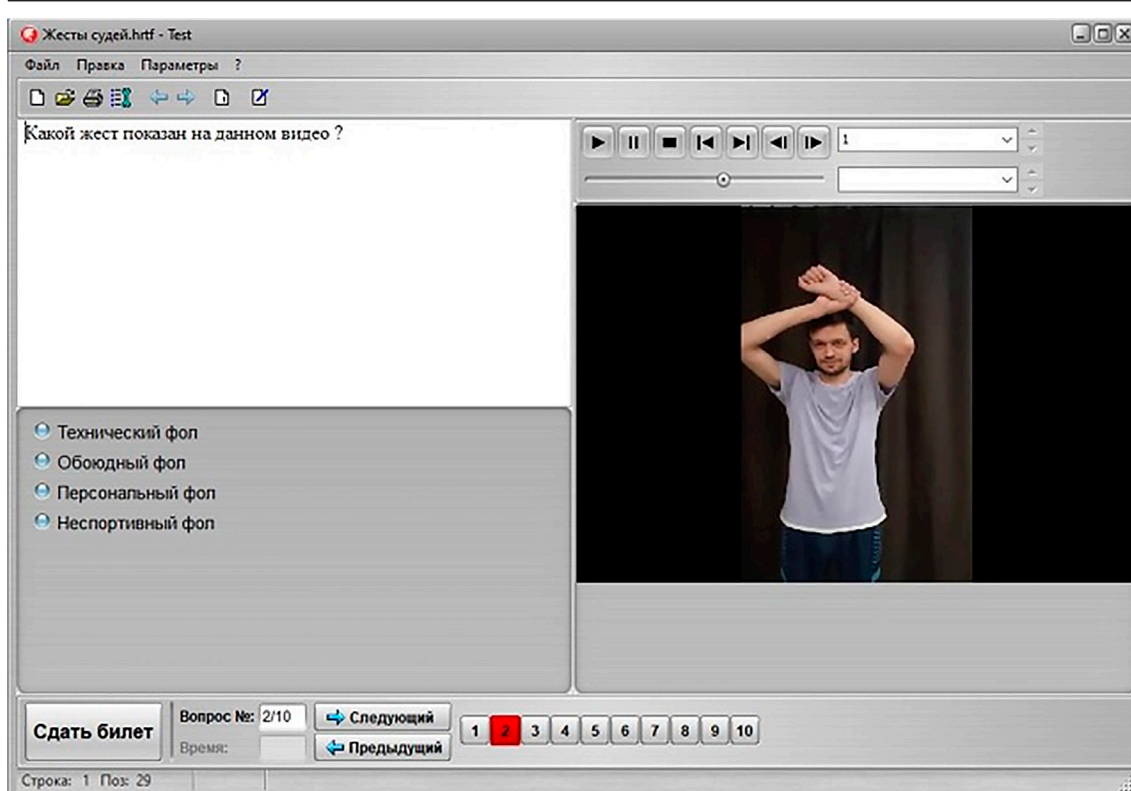 Жесты судей.hrtf - Test
Файл Правка Параметры ?
Какой жест показан на данном видео ?
1
Технический фол
Обоюдный фол
Персональный фол
Неспортивный фол
Сдать билет
Вопрос №: 2/10
Время:
Следующий
Предыдущий
1 2 3 4 5 6 7 8 9 10
Строка: 1 Поз: 29